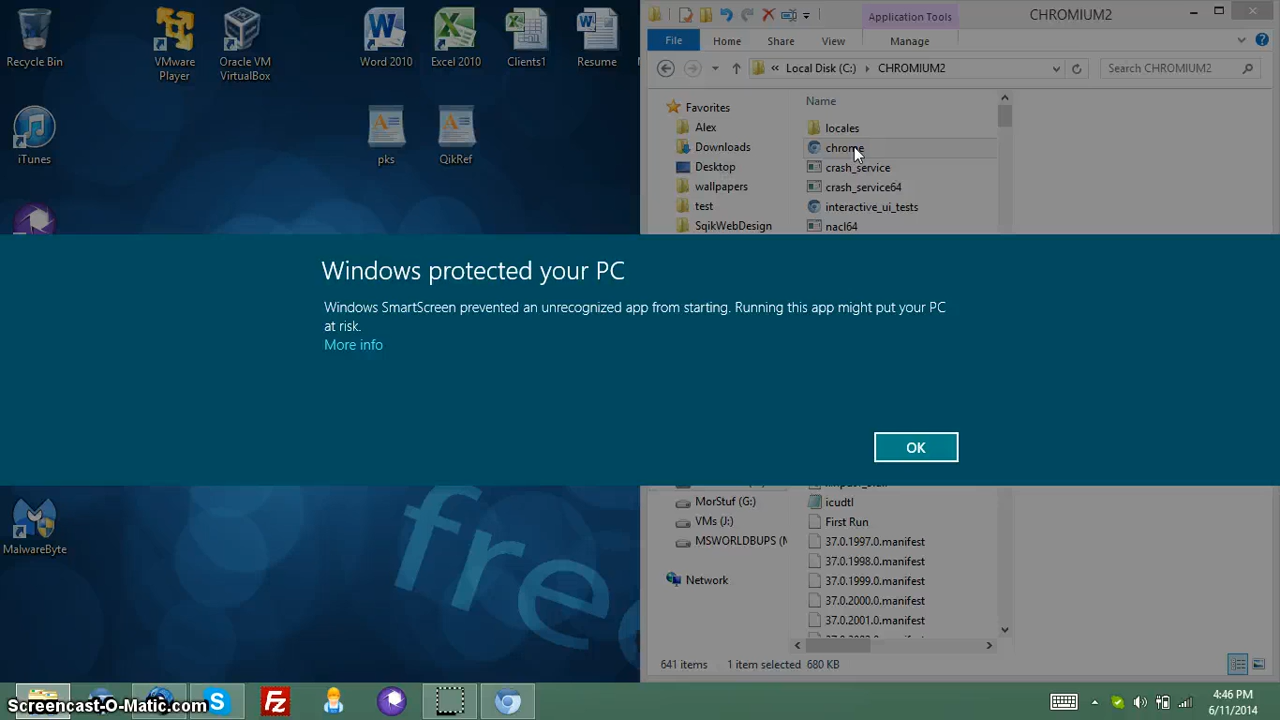 Application Tools
CHROMIUM2
File
Home
Share
View
Manage
« Local Disk (C:)
CHROMIUM2
Search CHROMIUM2
Recycle Bin
VMware
Player
Oracle VM
VirtualBox
Word 2010
Excel 2010
Clients1
Resume
iTunes
pks
QikRef
Favorites
Alex
Downloads
Desktop
wallpapers
test
SqikWebDesign
Name
locales
chrome
crash_service
crash_service64
interactive_ui_tests
nacl64
Windows protected your PC
Windows SmartScreen prevented an unrecognized app from starting. Running this app might put your PC
at risk.
More info
OK
MalwareByte
free
MorStuf (G:)
VMs (J:)
MSWORLDBUPS (
Network
icudtl
First Run
37.0.1997.0.manifest
37.0.1998.0.manifest
37.0.1999.0.manifest
37.0.2000.0.manifest
37.0.2001.0.manifest
641 items
1 item selected 680 KB
Screencast-O-Matic.com
4:46 PM
6/11/2014